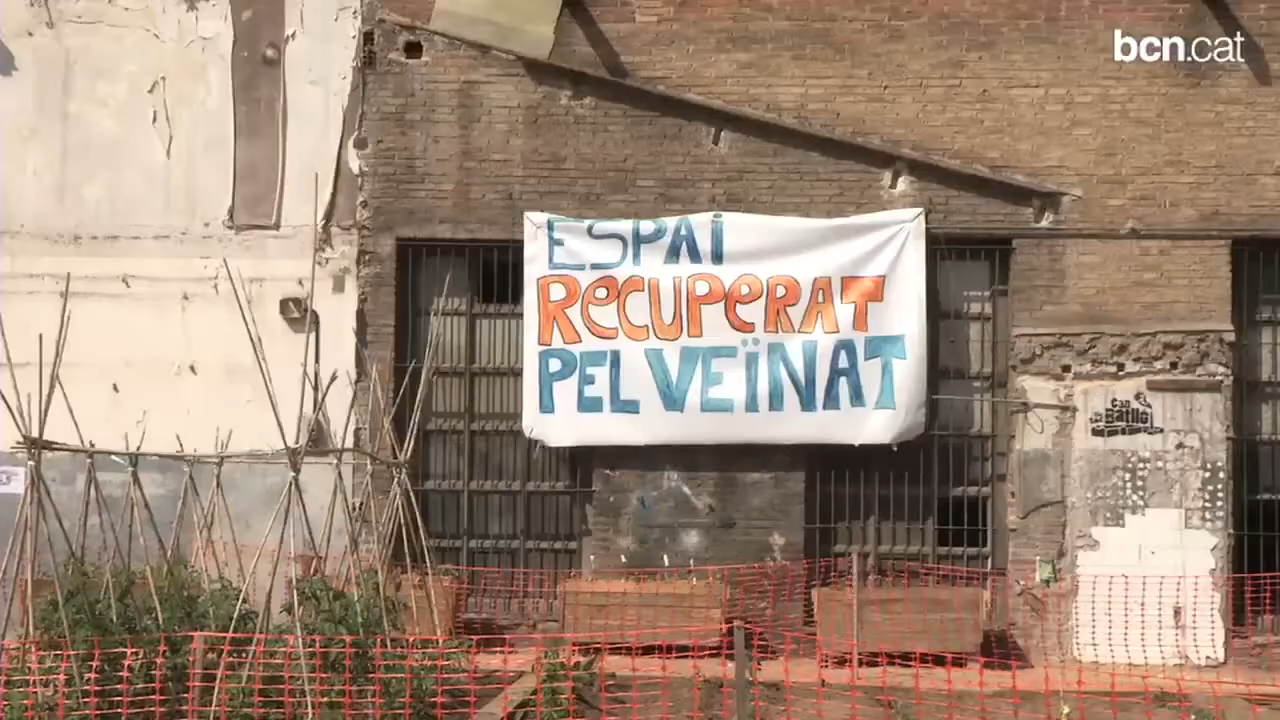 bcn.cat
ESPAi
RECUPERAT
PEL VEÏNAT
Can
Batlló